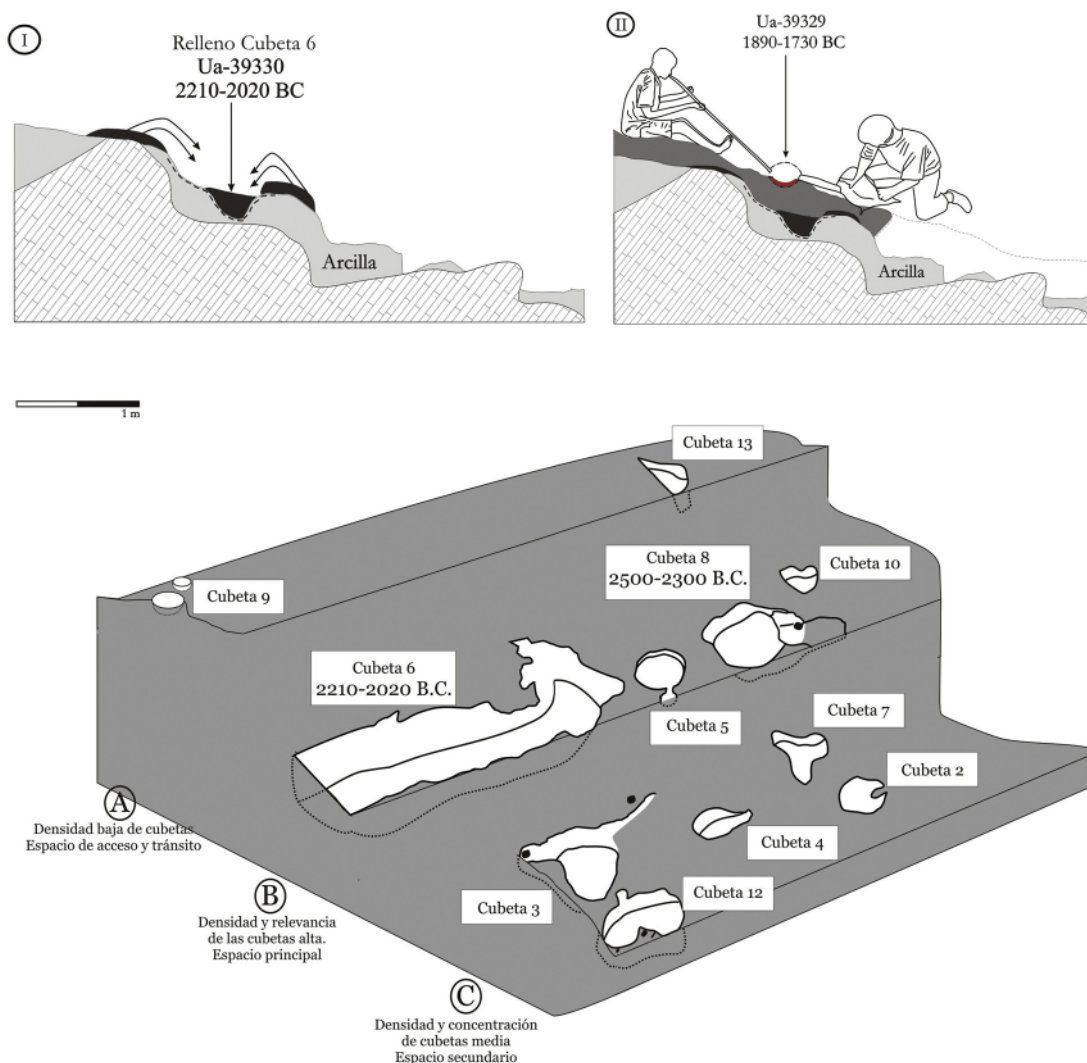 I
Relleno Cubeta 6
Ua-39330
2210-2020 BC
Arcilla
II
Ua-39329
1890-1730 BC
Arcilla
1 m
Cubeta 13
Cubeta 8
2500-2300 B.C.
Cubeta 10
Cubeta 9
Cubeta 6
2210-2020 B.C.
Cubeta 5
Cubeta 7
Cubeta 2
Cubeta 4
Cubeta 3
Cubeta 12
A
Densidad baja de cubetas
Espacio de acceso y tránsito
B
Densidad y relevancia
de las cubetas alta.
Espacio principal
C
Densidad y concentración
de cubetas media
Espacio secundario